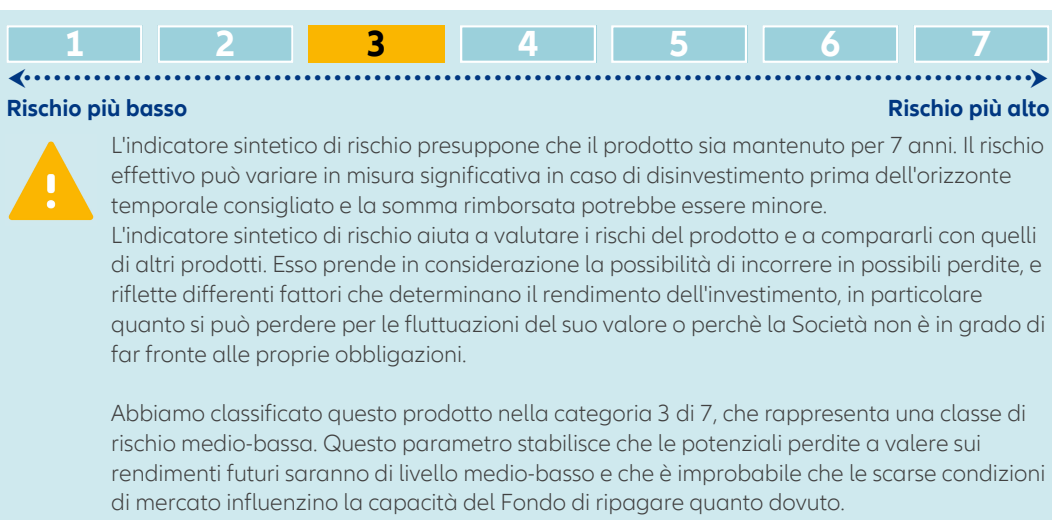 1 2 3 4 5 6 7
Rischio più basso Rischio più alto
L'indicatore sintetico di rischio presuppone che il prodotto sia mantenuto per 7 anni. Il rischio
effettivo può variare in misura significativa in caso di disinvestimento prima dell'orizzonte
temporale consigliato e la somma rimborsata potrebbe essere minore.
L'indicatore sintetico di rischio aiuta a valutare i rischi del prodotto e a compararli con quelli
di altri prodotti. Esso prende in considerazione la possibilità di incorrere in possibili perdite, e
riflette differenti fattori che determinano il rendimento dell'investimento, in particolare
quanto si può perdere per le fluttuazioni del suo valore o perchè la Società non è in grado di
far fronte alle proprie obbligazioni.
Abbiamo classificato questo prodotto nella categoria 3 di 7, che rappresenta una classe di
rischio medio-bassa. Questo parametro stabilisce che le potenziali perdite a valere sui
rendimenti futuri saranno di livello medio-basso e che è improbabile che le scarse condizioni
di mercato influenzino la capacità del Fondo di ripagare quanto dovuto.